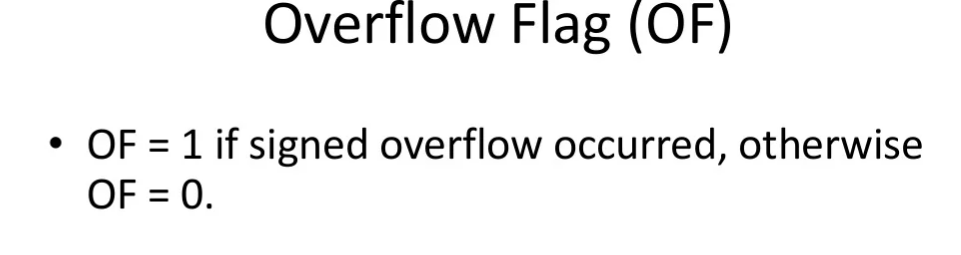 Overflow Flag (OF)
• OF = 1 if signed overflow occurred, otherwise
OF = 0.